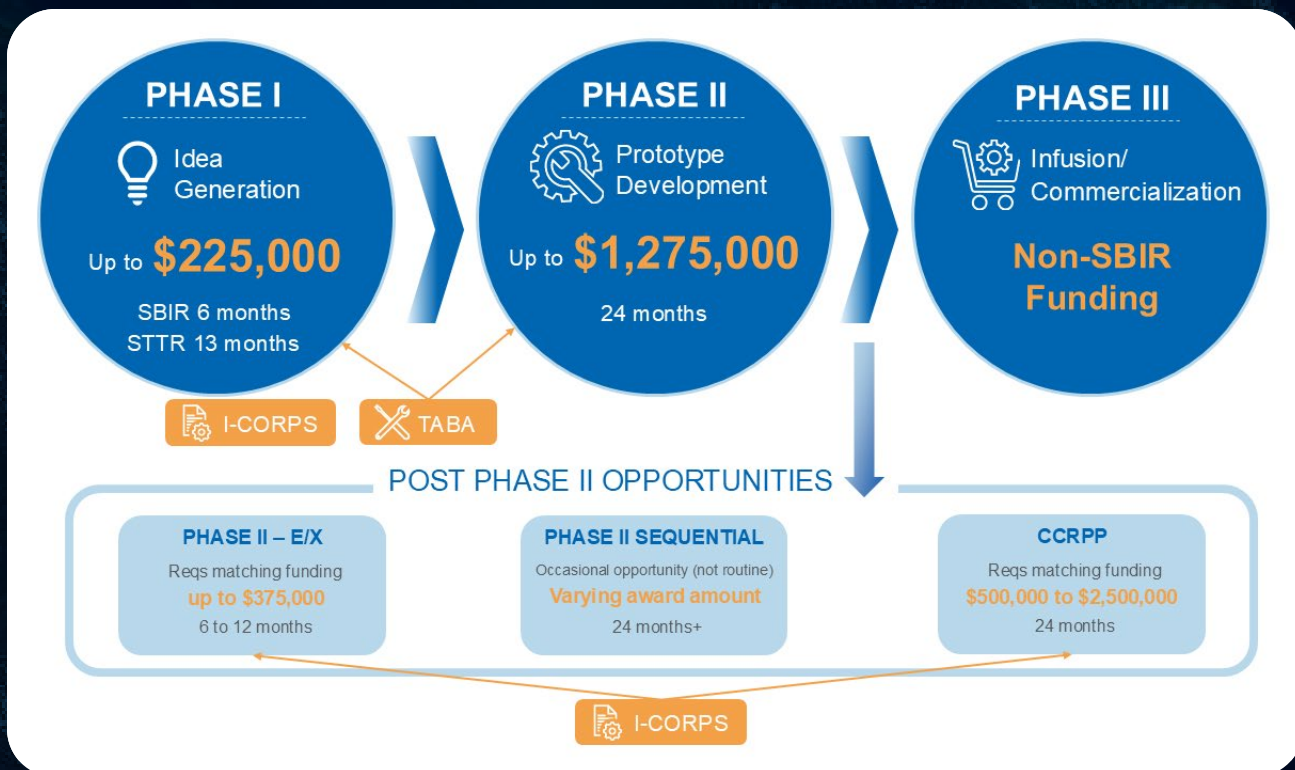 PHASE I
Idea
Generation
Up to $225,000
SBIR 6 months
STTR 13 months
PHASE II
Prototype
Development
Up to $1,275,000
24 months
PHASE III
Infusion/
Commercialization
Non-SBIR
Funding
I-CORPS
TABA
POST PHASE II OPPORTUNITIES
PHASE II – E/X
Reqs matching funding
up to $375,000
6 to 12 months
PHASE II SEQUENTIAL
Occasional opportunity (not routine)
Varying award amount
24 months+
CCRPP
Reqs matching funding
$500,000 to $2,500,000
24 months
I-CORPS